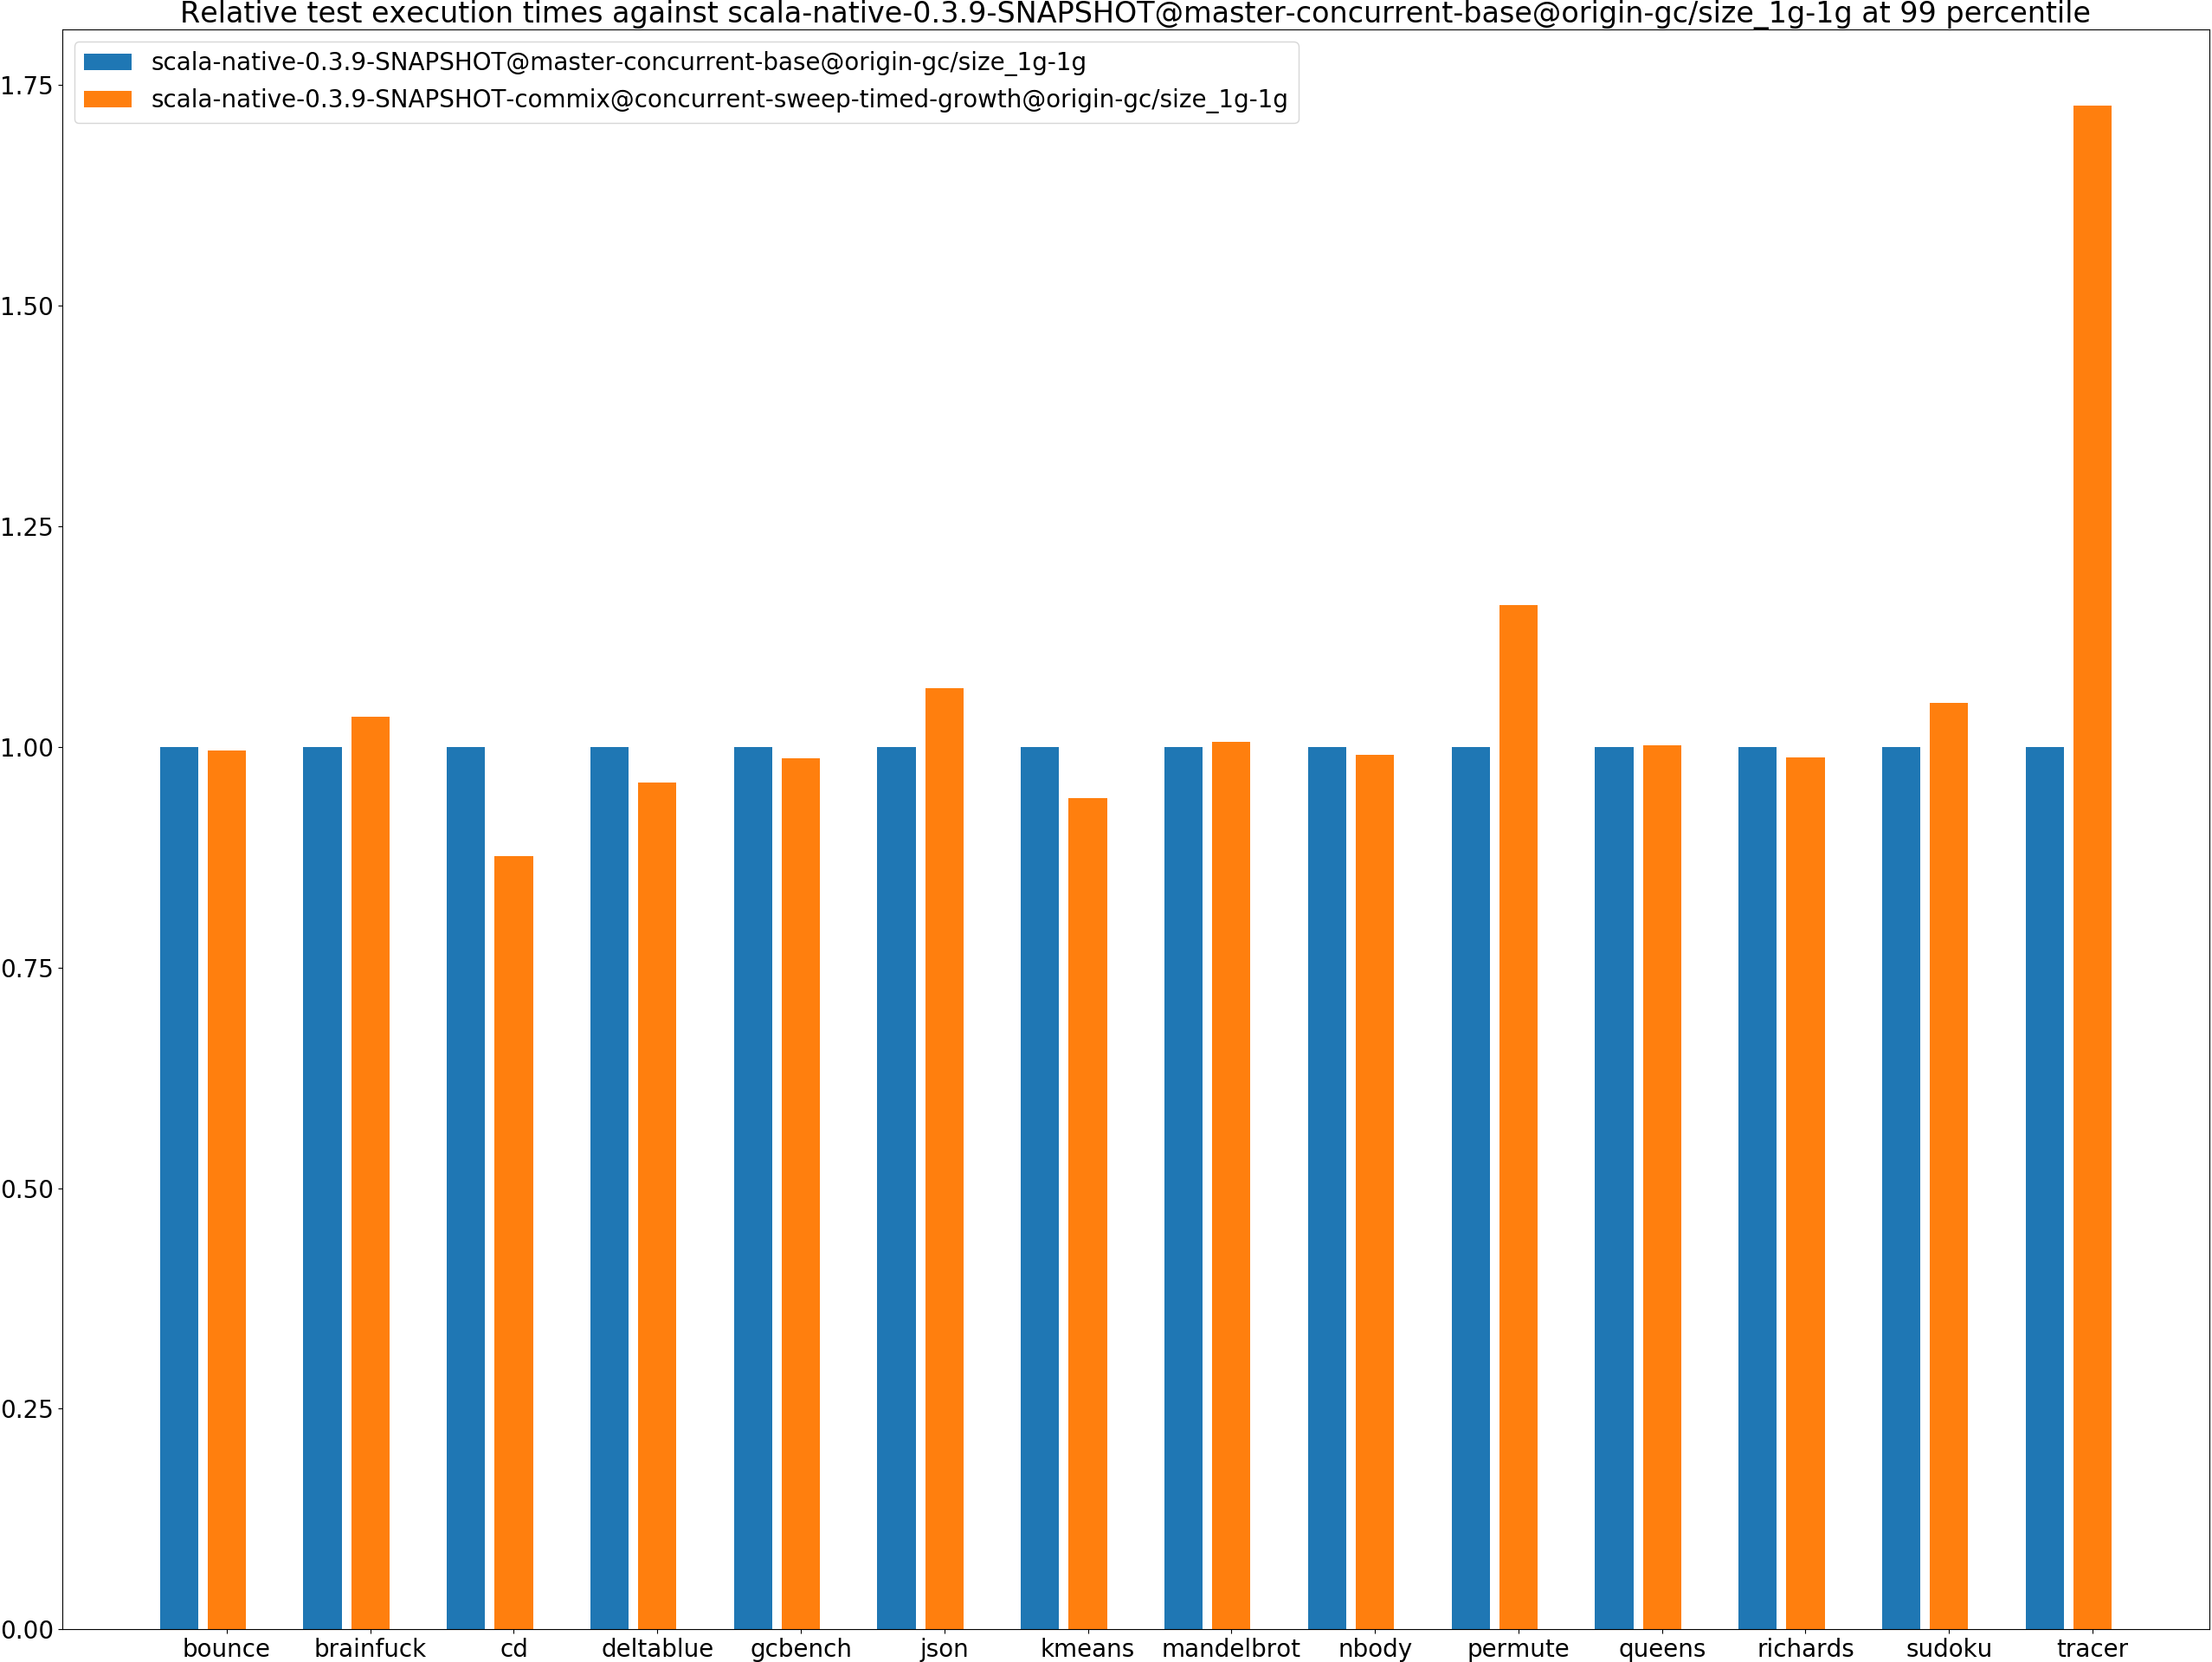 Relative test execution times against scala-native-0.3.9-SNAPSHOT@master-concurrent-base@origin-gc/size_1g-1g at 99 percentile
scala-native-0.3.9-SNAPSHOT@master-concurrent-base@origin-gc/size_1g-1g
scala-native-0.3.9-SNAPSHOT-commix@concurrent-sweep-timed-growth@origin-gc/size_1g-1g
1.75
1.50
1.25
1.00
0.75
0.50
0.25
0.00
bounce brainfuck cd deltablue gcbench json kmeans mandelbrot nbody permute queens richards sudoku tracer